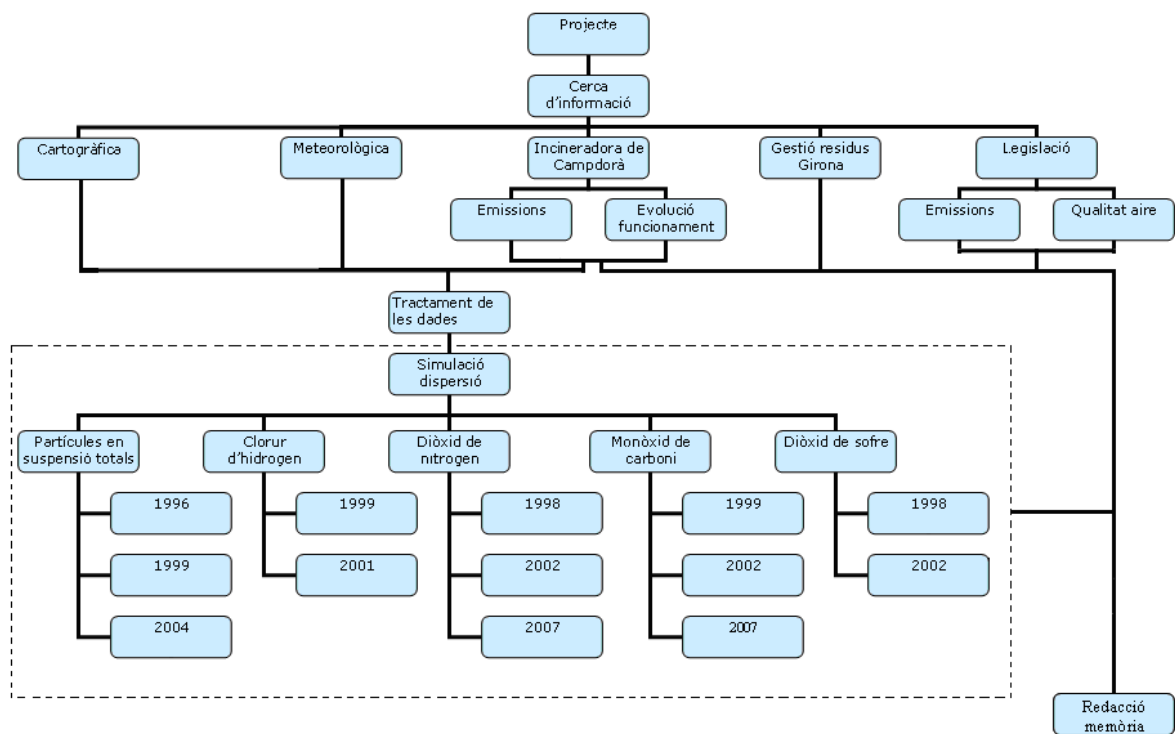 Projecte
Cerca
d'informació
Cartogràfica
Meteorològica
Incineradora de
Campdorà
Gestió residus
Girona
Legislació
Emissions
Evolució
funcionament
Emissions
Qualitat aire
Tractament de
les dades
Simulació
dispersió
Partícules en
suspensió totals
Clorur
d'hidrogen
Diòxid de
nitrogen
Monòxid de
carboni
Diòxid de sofre
1996
1999
1998
1999
1998
1999
2001
2002
2002
2002
2004
2007
2007
Redacció
memòria